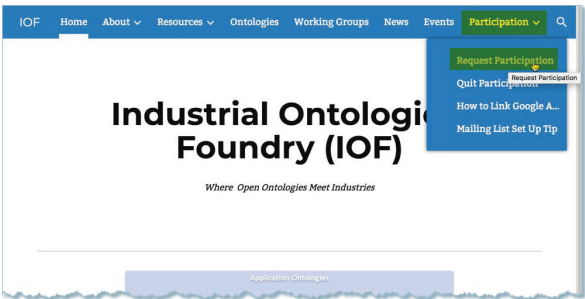 IOF Home About Resources Ontologies Working Groups News Events Participation
Request Participation
Request Participation
Quit Participation
How to Link Google A...
Mailing List Set Up Tip
Industrial Ontologi
Foundry (IOF)
Where Open Ontologies Meet Industries
Application Ontologies